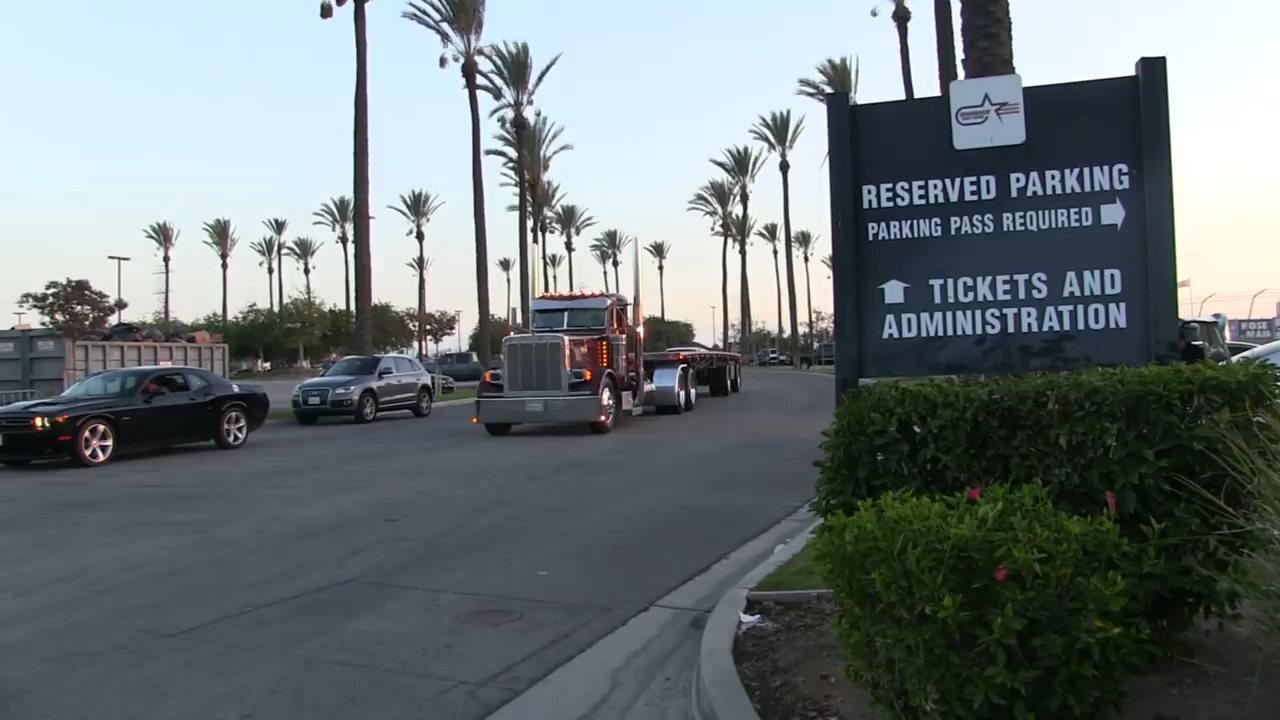 RESERVED PARKING
PARKING PASS REQUIRED
TICKETS AND
ADMINISTRATION